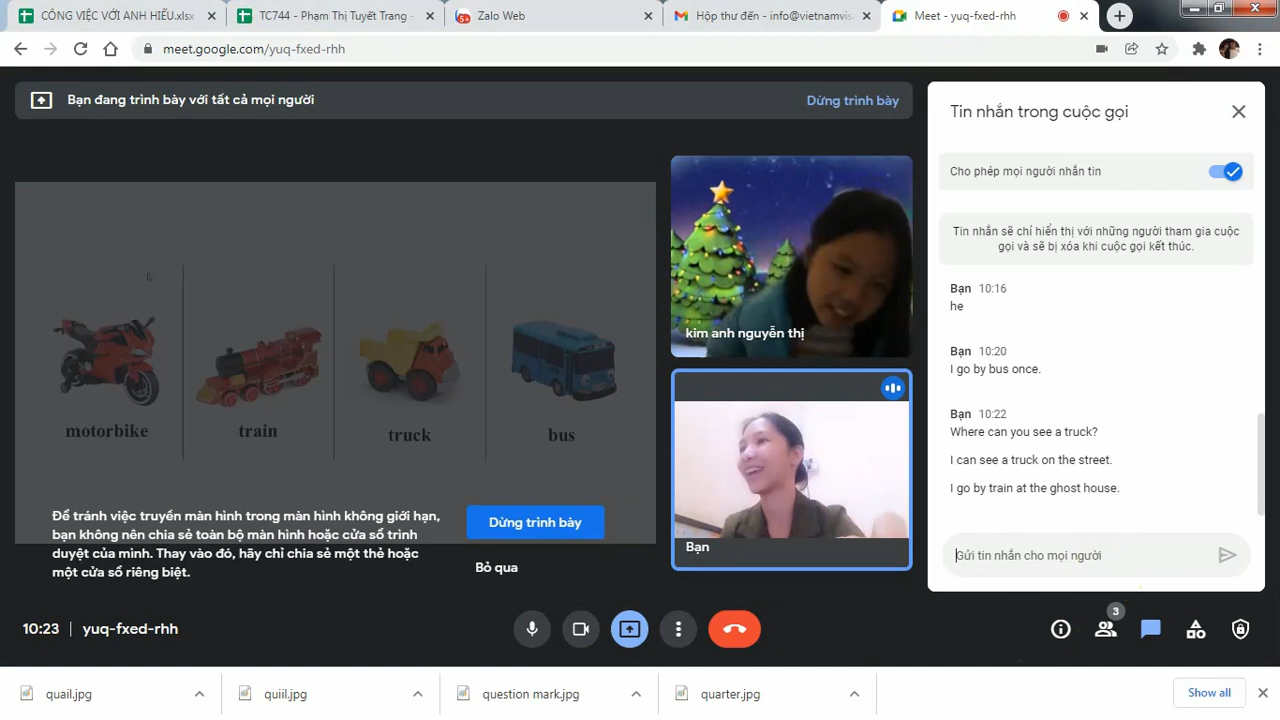 CÔNG VIỆC VỚI ANH HIẾU.xlsx
TC744 - Phạm Thị Tuyết Trang -
5+
Zalo Web
Hộp thư đến - info@vietnamvis
Meet - yuq-fxed-rhh
meet.google.com/yuq-fxed-rhh
Bạn đang trình bày với tất cả mọi người
Dừng trình bày
motorbike
train
truck
bus
Để tránh việc truyền màn hình trong màn hình không giới hạn,
bạn không nên chia sẻ toàn bộ màn hình hoặc cửa sổ trình
duyệt của mình. Thay vào đó, hãy chỉ chia sẻ một thẻ hoặc
một cửa sổ riêng biệt.
Dừng trình bày
Bỏ qua
kim anh nguyễn thị
Bạn
Tin nhắn trong cuộc gọi
Cho phép mọi người nhắn tin
Tin nhắn sẽ chỉ hiển thị với những người tham gia cuộc
gọi và sẽ bị xóa khi cuộc gọi kết thúc.
Bạn 10:16
he
Bạn 10:20
I go by bus once.
Bạn 10:22
Where can you see a truck?
I can see a truck on the street.
I go by train at the ghost house.
Gửi tin nhắn cho mọi người
10:23 | yuq-fxed-rhh
3
quail.jpg
quiil.jpg
question mark.jpg
quarter.jpg
Show all